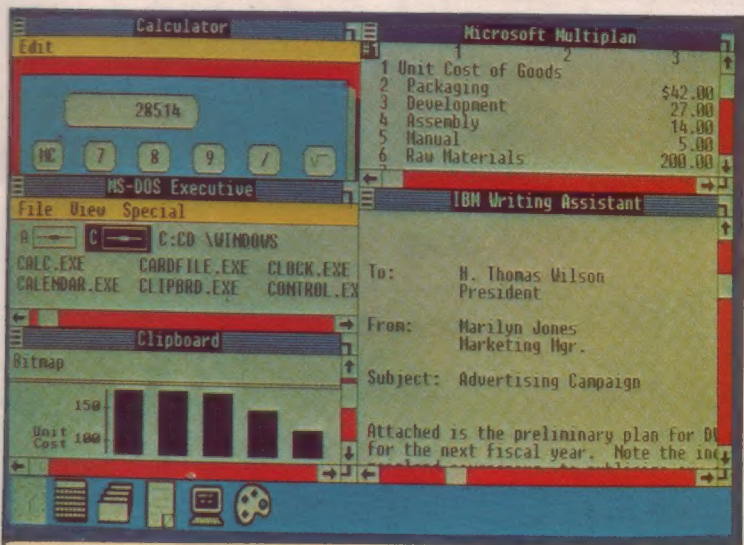 Calculator
Edit
28514
MC 7 8 9 / √
MS-DOS Executive
File View Special
A C C:CD \WINDOWS
CALC.EXE CARDFILE.EXE CLOCK.EXE
CALENDAR.EXE CLIPBRD.EXE CONTROL.EX
Clipboard
Bitmap
150
Unit
Cost 100
Microsoft Multiplan
#1 1 2 3
1 Unit Cost of Goods
2 Packaging $42.00
3 Development 27.00
4 Assembly 14.00
5 Manual 5.00
6 Raw Materials 200.00
IBM Writing Assistant
To: H. Thomas Wilson
President
From: Marilyn Jones
Marketing Mgr.
Subject: Advertising Campaign
Attached is the preliminary plan for
for the next fiscal year. Note the